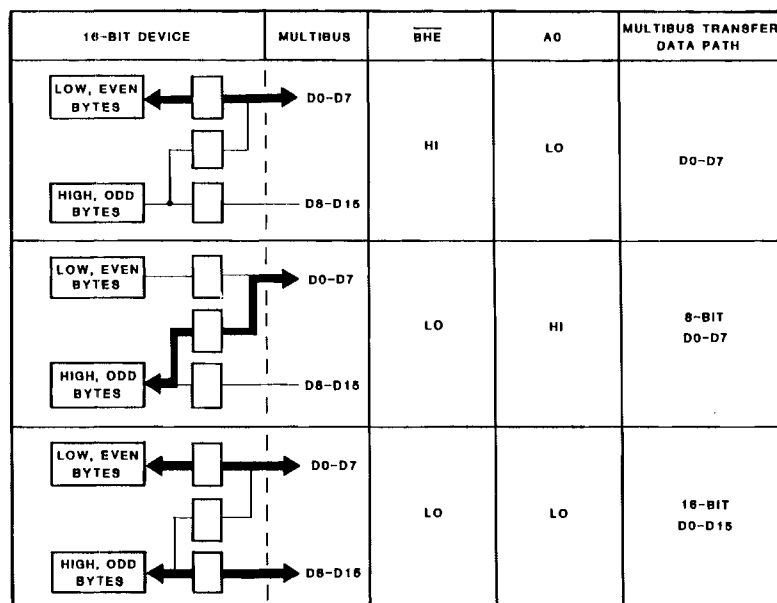 16-BIT DEVICE
MULTIBUS
BHE
A0
MULTIBUS TRANSFER
DATA PATH
LOW, EVEN
BYTES
D0-D7
HIGH, ODD
BYTES
D8-D15
HI
LO
D0-D7
LOW, EVEN
BYTES
D0-D7
HIGH, ODD
BYTES
D8-D15
LO
HI
8-BIT
D0-D7
LOW, EVEN
BYTES
D0-D7
HIGH, ODD
BYTES
D8-D15
LO
LO
16-BIT
D0-D15